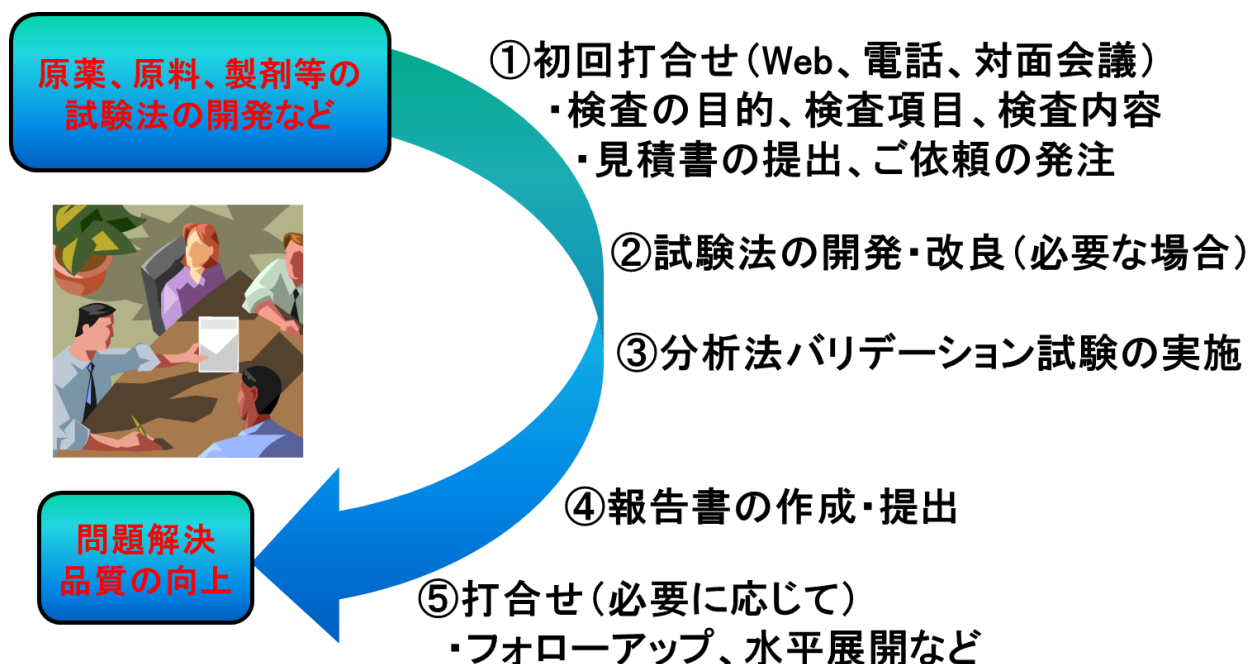 原薬、原料、製剤等の
試験法の開発など
①初回打合せ（Web、電話、対面会議）
・検査の目的、検査項目、検査内容
・見積書の提出、ご依頼の発注
②試験法の開発・改良（必要な場合）
③分析法バリデーション試験の実施
④報告書の作成・提出
⑤打合せ（必要に応じて）
・フォローアップ、水平展開など
問題解決
品質の向上